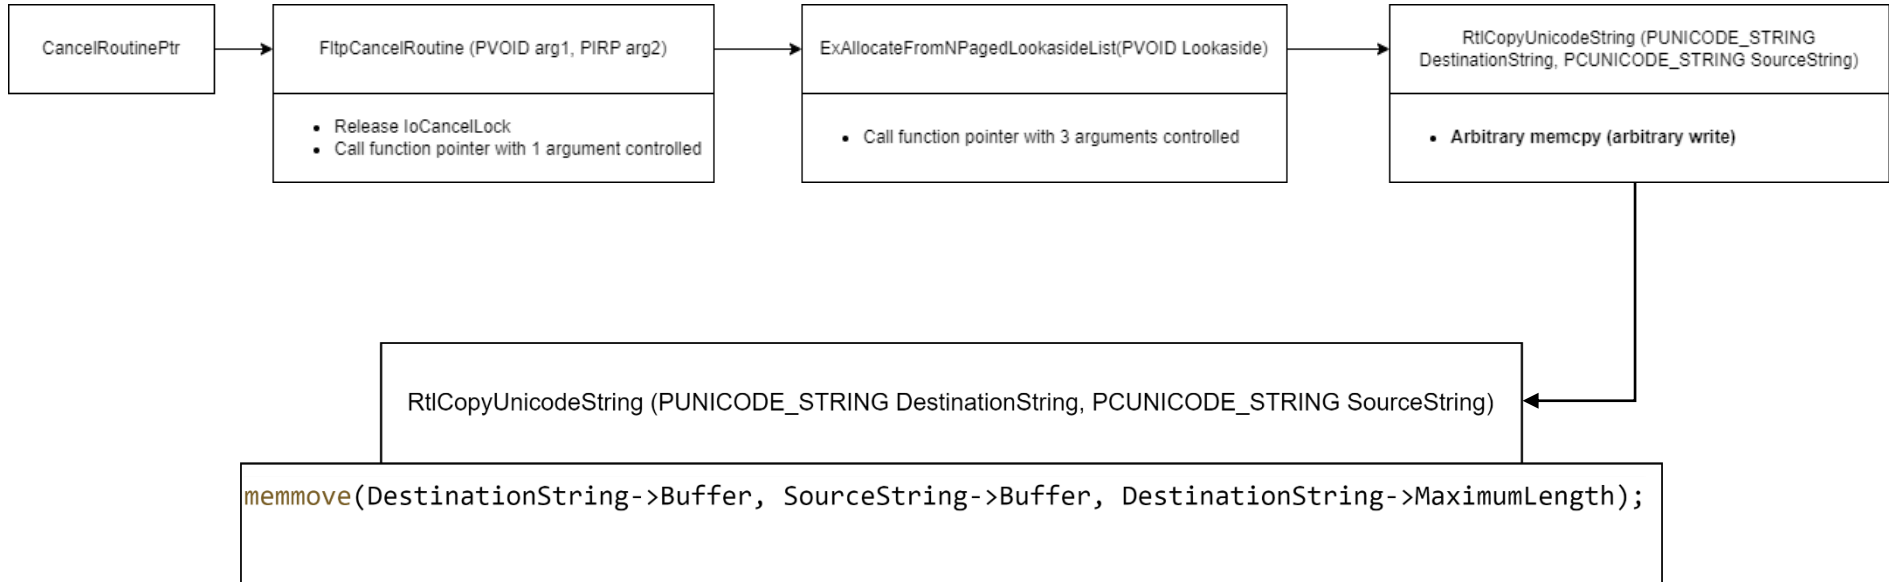 CancelRoutinePtr
FltpCancelRoutine (PVOID arg1, PIRP arg2)
• Release IoCancelLock
• Call function pointer with 1 argument controlled
ExAllocateFromNPagedLookasideList(PVOID Lookaside)
• Call function pointer with 3 arguments controlled
RtlCopyUnicodeString (PUNICODE_STRING
DestinationString, PCUNICODE_STRING SourceString)
• Arbitrary memcpy (arbitrary write)
RtlCopyUnicodeString (PUNICODE_STRING DestinationString, PCUNICODE_STRING SourceString)
memmove(DestinationString->Buffer, SourceString->Buffer, DestinationString->MaximumLength);